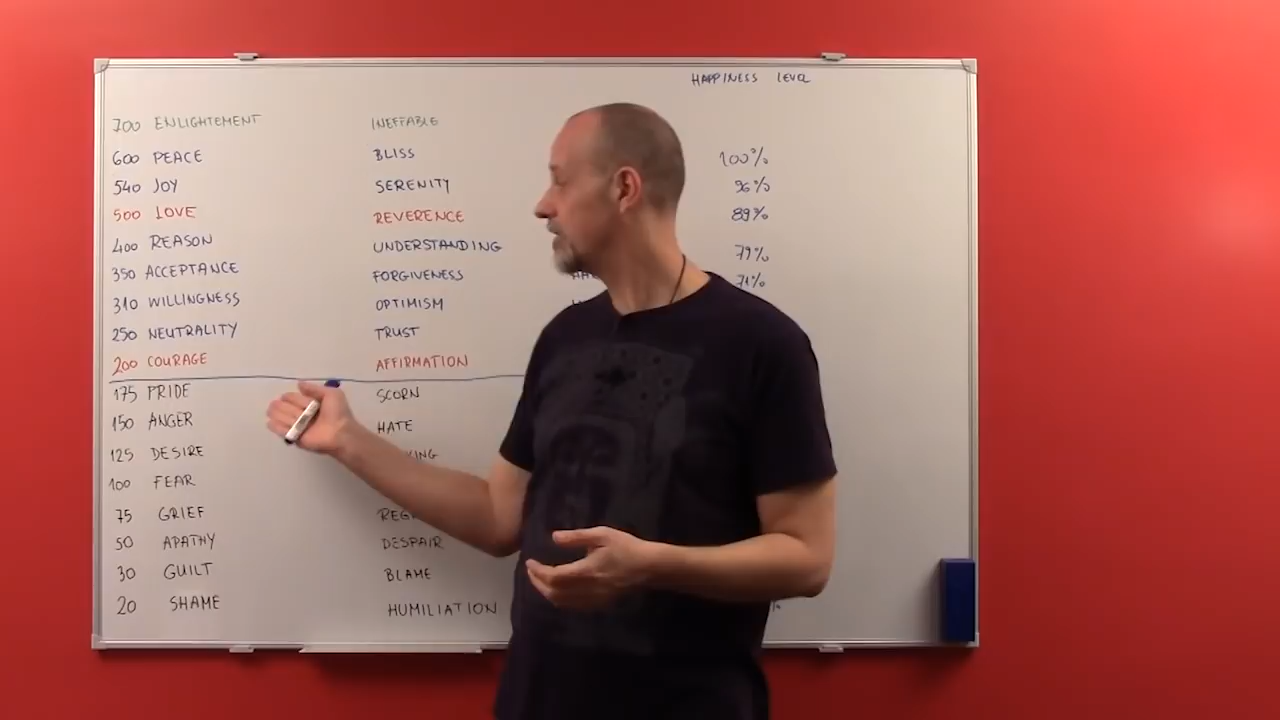 HAPPINESS LEVEL
700 ENLIGHTEMENT INEFFABLE
600 PEACE BLISS 100%
540 JOY SERENITY 96%
500 LOVE REVERENCE 89%
400 REASON UNDERSTANDING 79%
350 ACCEPTANCE FORGIVENESS 71%
310 WILLINGNESS OPTIMISM
250 NEUTRALITY TRUST
200 COURAGE AFFIRMATION
175 PRIDE SCORN
150 ANGER HATE
125 DESIRE
100 FEAR
75 GRIEF
50 APATHY DESPAIR
30 GUILT BLAME
20 SHAME HUMILIATION